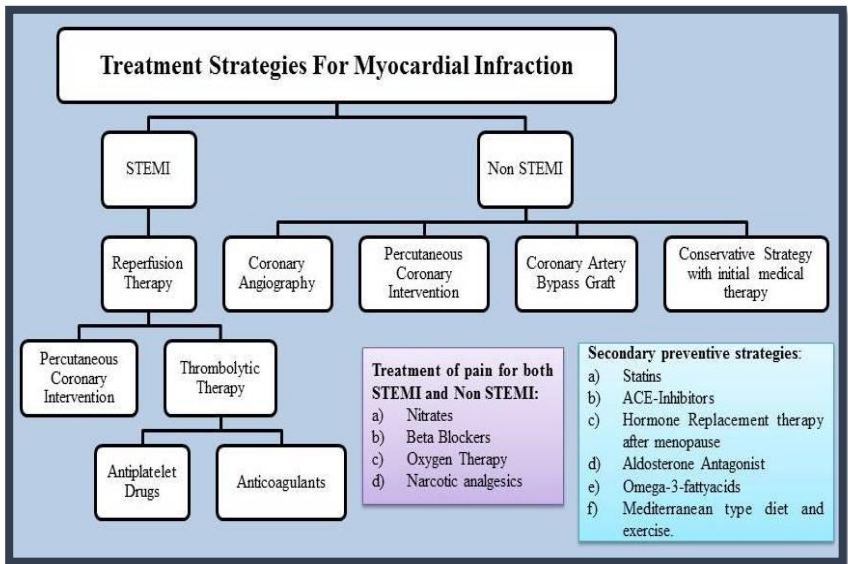 Treatment Strategies For Myocardial Infraction
STEMI
Non STEMI
Reperfusion
Therapy
Coronary
Angiography
Percutaneous
Coronary
Intervention
Coronary Artery
Bypass Graft
Conservative Strategy
with initial medical
therapy
Percutaneous
Coronary
Intervention
Thrombolytic
Therapy
Antiplatelet
Drugs
Anticoagulants
Treatment of pain for both
STEMI and Non STEMI:
a) Nitrates
b) Beta Blockers
c) Oxygen Therapy
d) Narcotic analgesics
Secondary preventive strategies:
a) Statins
b) ACE-Inhibitors
c) Hormone Replacement therapy
after menopause
d) Aldosterone Antagonist
e) Omega-3-fattyacids
f) Mediterranean type diet and
exercise.